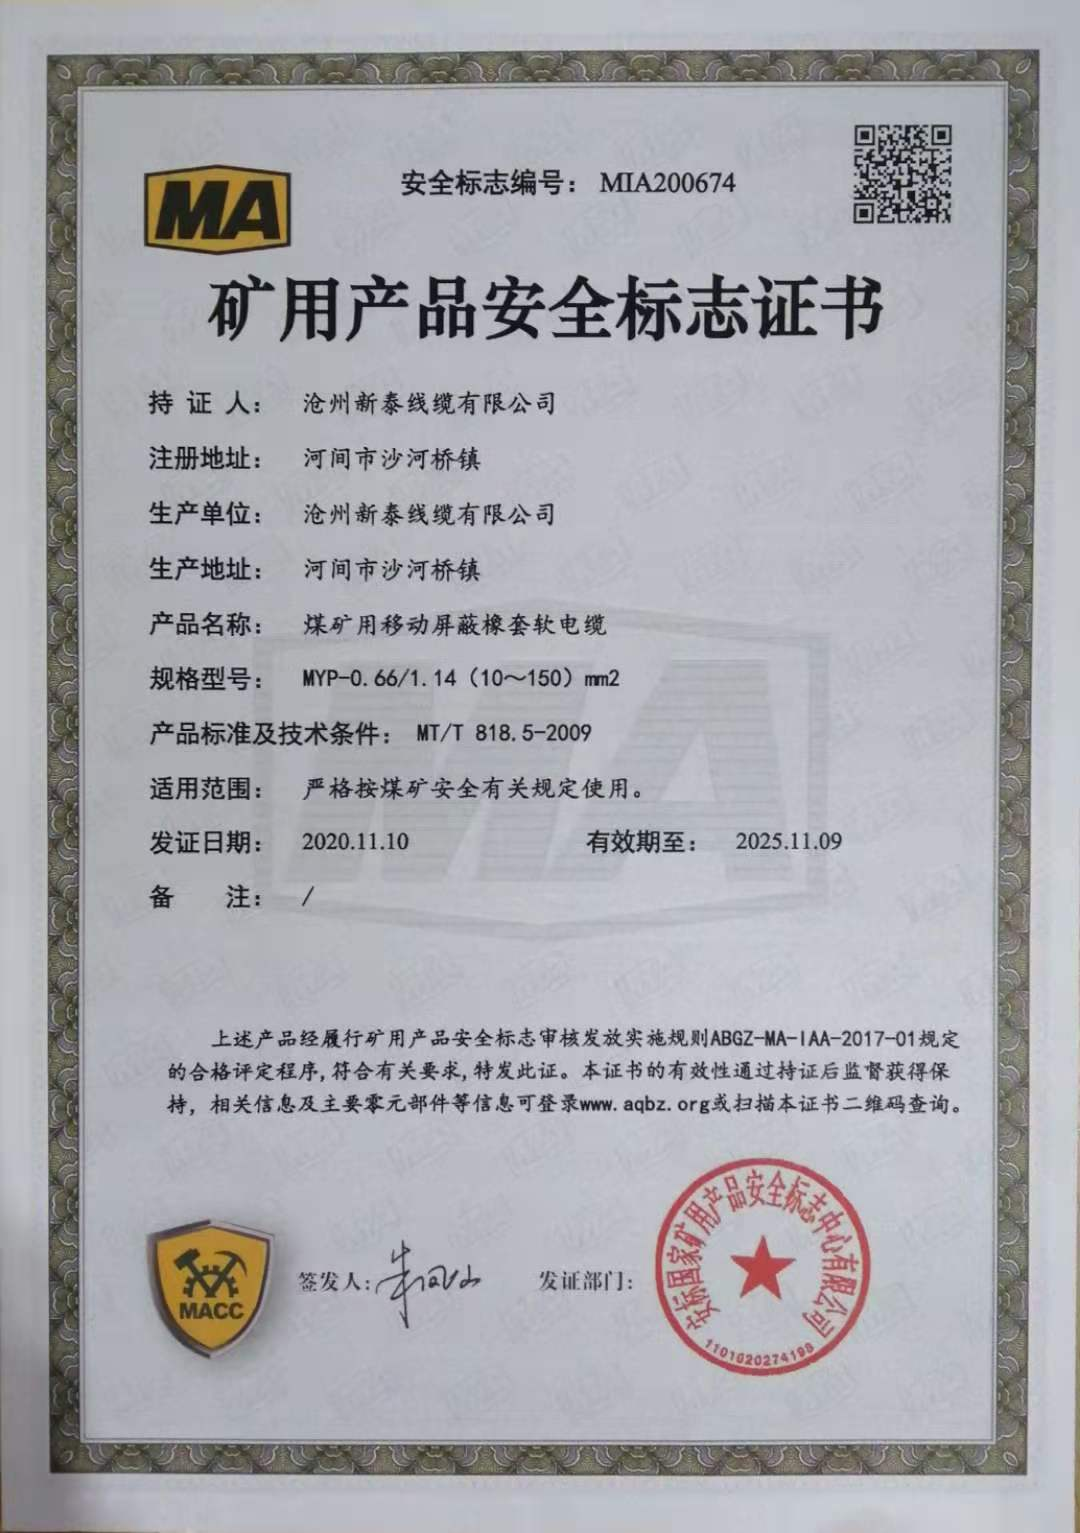 MA
安全标志编号： MIA200674
矿用产品安全标志证书
持 证 人： 沧州新泰线缆有限公司
注册地址： 河间市沙河桥镇
生产单位： 沧州新泰线缆有限公司
生产地址： 河间市沙河桥镇
产品名称： 煤矿用移动屏蔽橡套软电缆
规格型号： MYP-0.66/1.14（10～150）mm2
产品标准及技术条件： MT/T 818.5-2009
适用范围： 严格按煤矿安全有关规定使用。
发证日期： 2020.11.10 有效期至： 2025.11.09
备 注： /
上述产品经履行矿用产品安全标志审核发放实施规则ABGZ-MA-IAA-2017-01规定
的合格评定程序,符合有关要求,特发此证。本证书的有效性通过持证后监督获得保
持，相关信息及主要零元部件等信息可登录www.aqbz.org或扫描本证书二维码查询。
MACC
签发人:
发证部门：
安标国家矿用产品安全标志中心有限公司
1101020274198